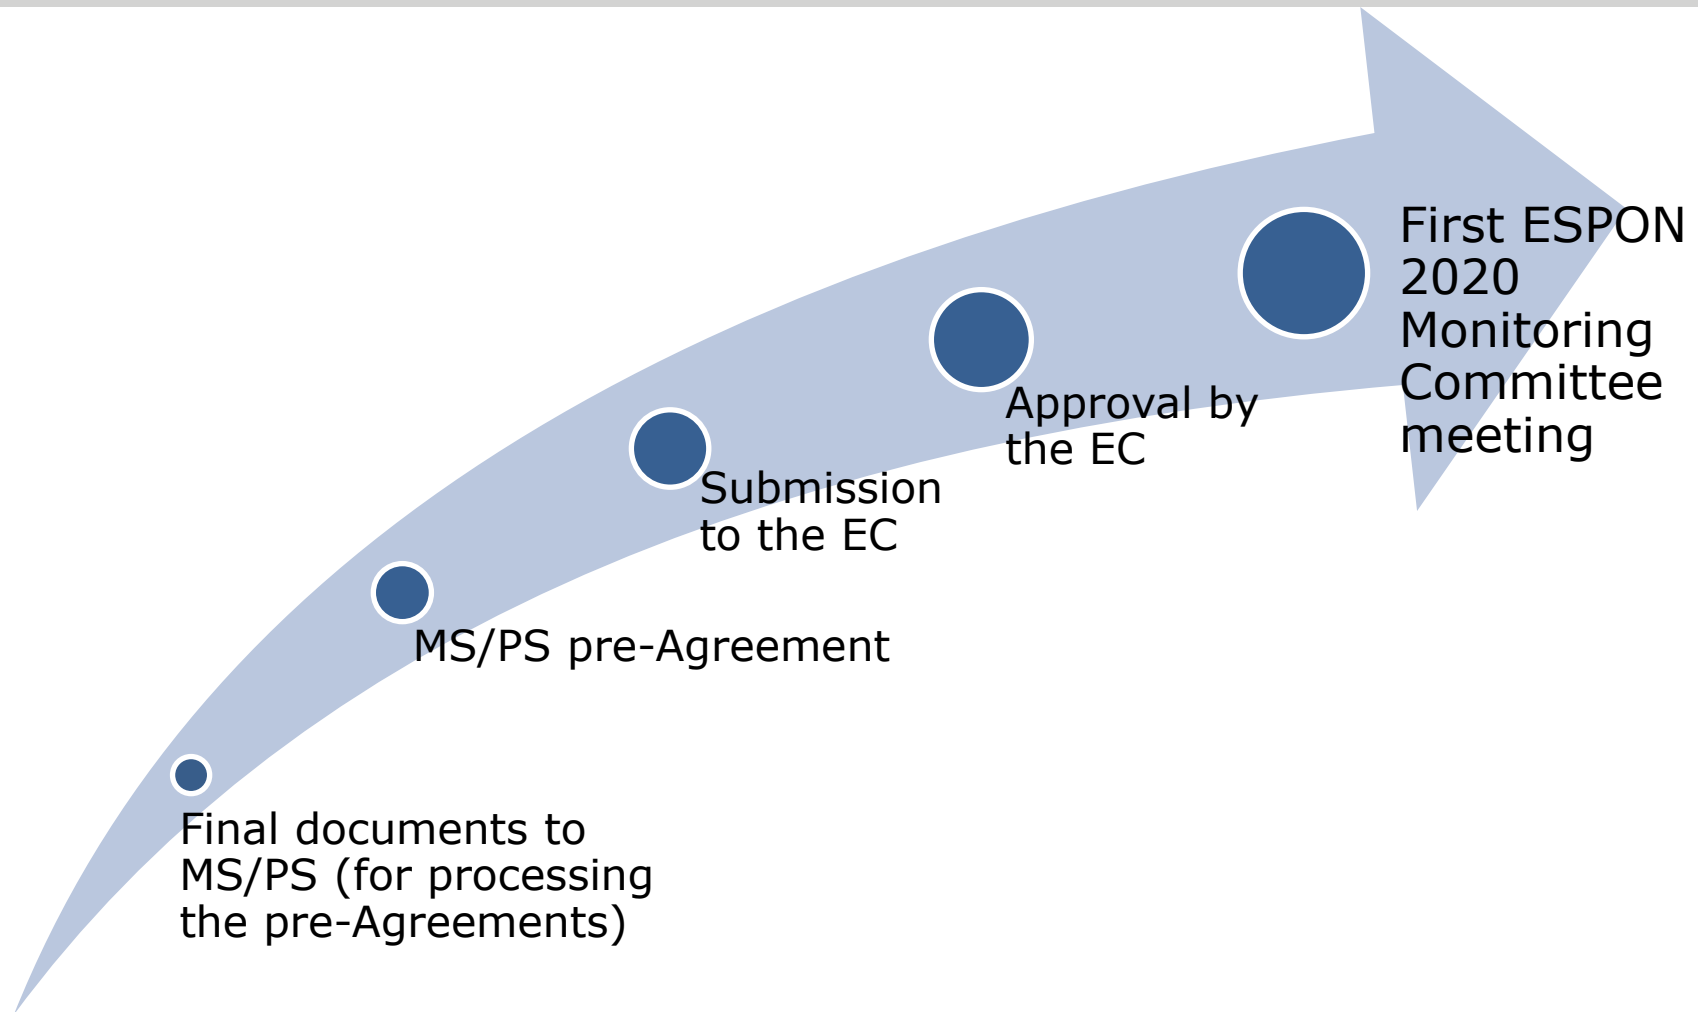 First ESPON
2020
Monitoring
Committee
meeting
Approval by
the EC
Submission
to the EC
MS/PS pre-Agreement
Final documents to
MS/PS (for processing
the pre-Agreements)